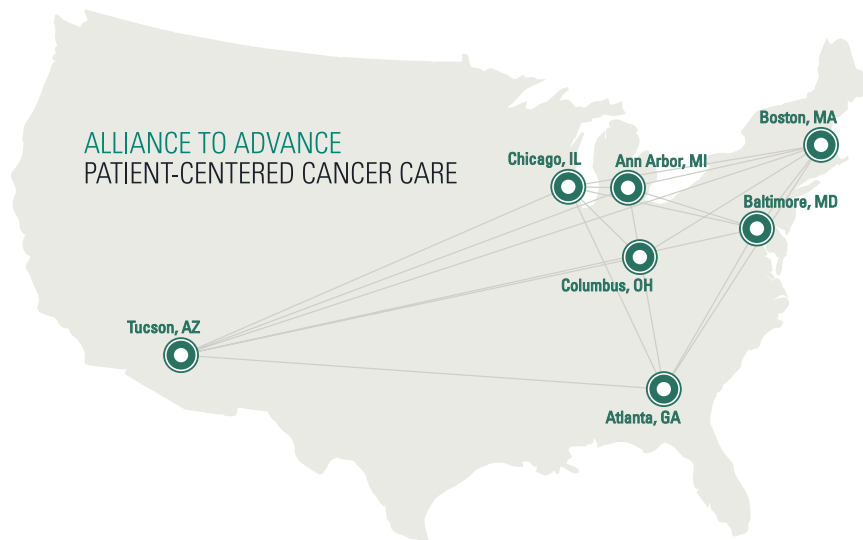 ALLIANCE TO ADVANCE
PATIENT-CENTERED CANCER CARE
Boston, MA
Chicago, IL
Ann Arbor, MI
Baltimore, MD
Columbus, OH
Tucson, AZ
Atlanta, GA